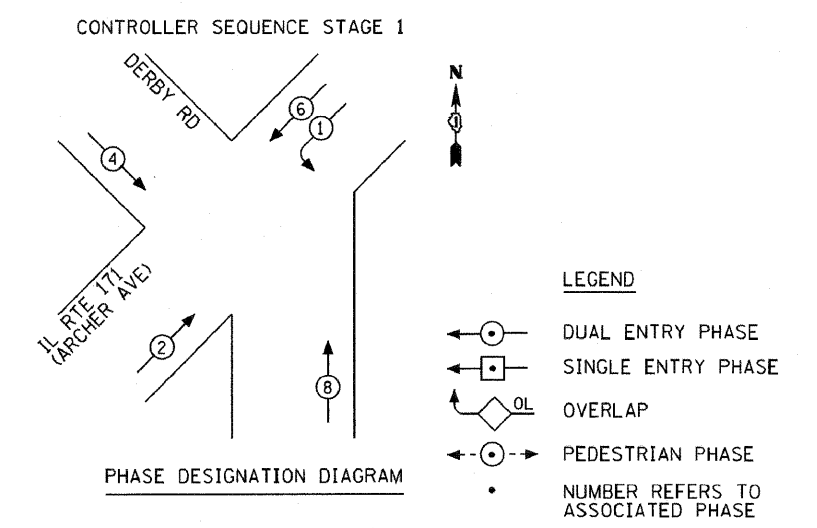 CONTROLLER SEQUENCE STAGE 1
DERBY RD
N
6
1
4
IL RTE 171
(ARCHER AVE)
2
8
LEGEND
DUAL ENTRY PHASE
SINGLE ENTRY PHASE
OL
OVERLAP
PEDESTRIAN PHASE
NUMBER REFERS TO
ASSOCIATED PHASE
PHASE DESIGNATION DIAGRAM